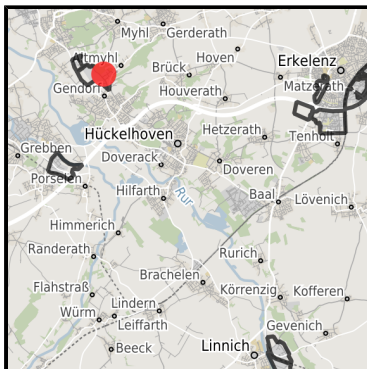 Myhl
Gerderath
Altmyhl
Hoven
Erkelenz
Brück
Gendorf
Houverath
Matzerath
Hückelhoven
Hetzerath
Tenholt
Grebben
Doverack
Doveren
Porselen
Hilfarth
Rur
Baal
Lövenich
Himmerich
Randerath
Rurich
Brachelen
Flahstraß
Körrenzig
Kofferen
Lindern
Würm
Leiffarth
Gevenich
Beeck
Linnich